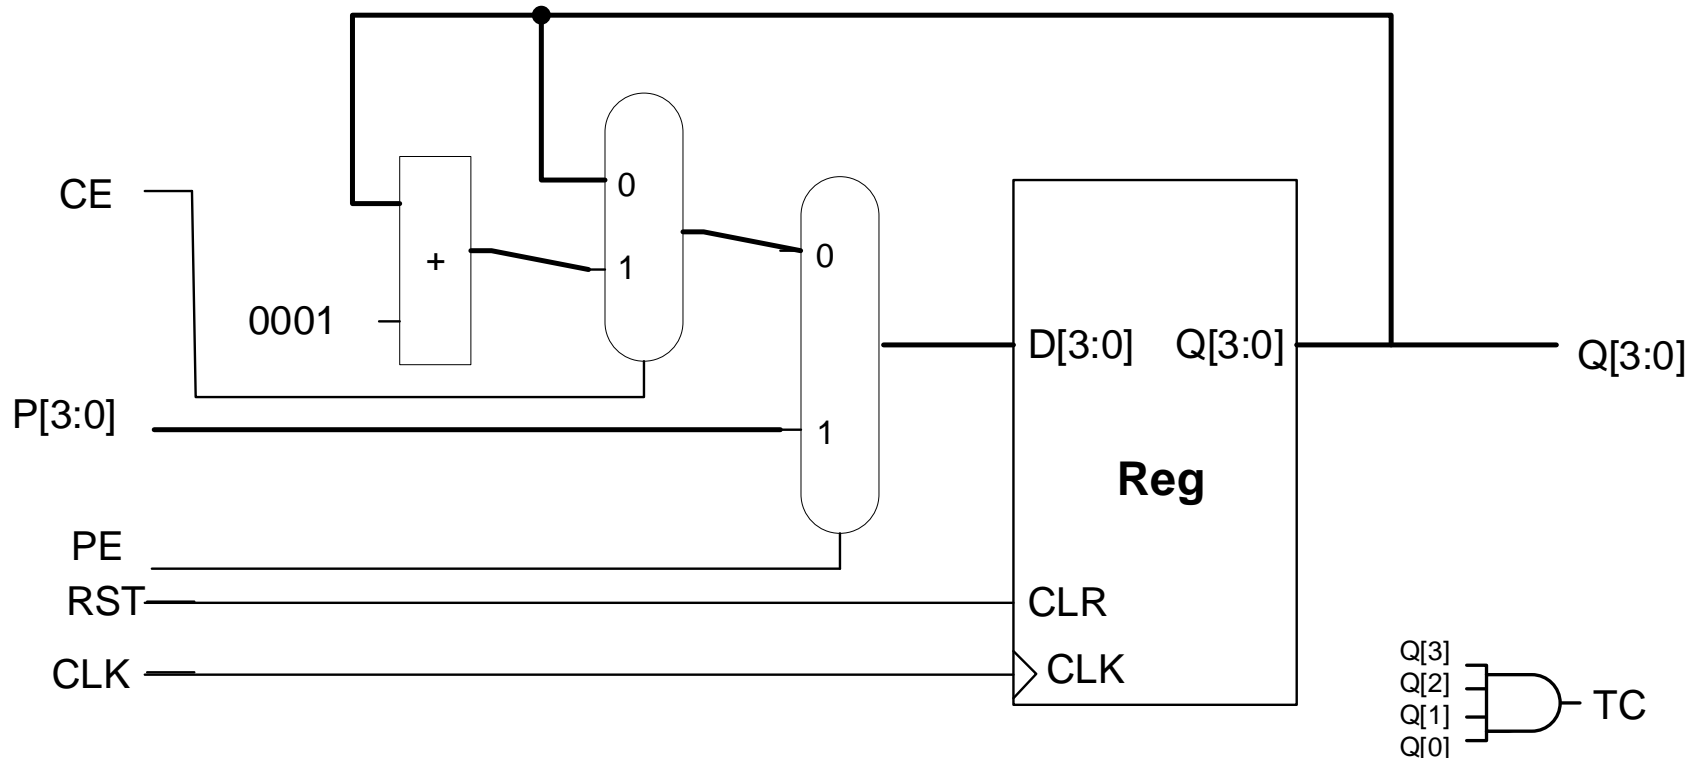 CE
0
1
+
0001
0
D[3:0]
Q[3:0]
Q[3:0]
P[3:0]
1
Reg
PE
RST
CLR
CLK
CLK
Q[3]
Q[2]
Q[1]
Q[0]
TC